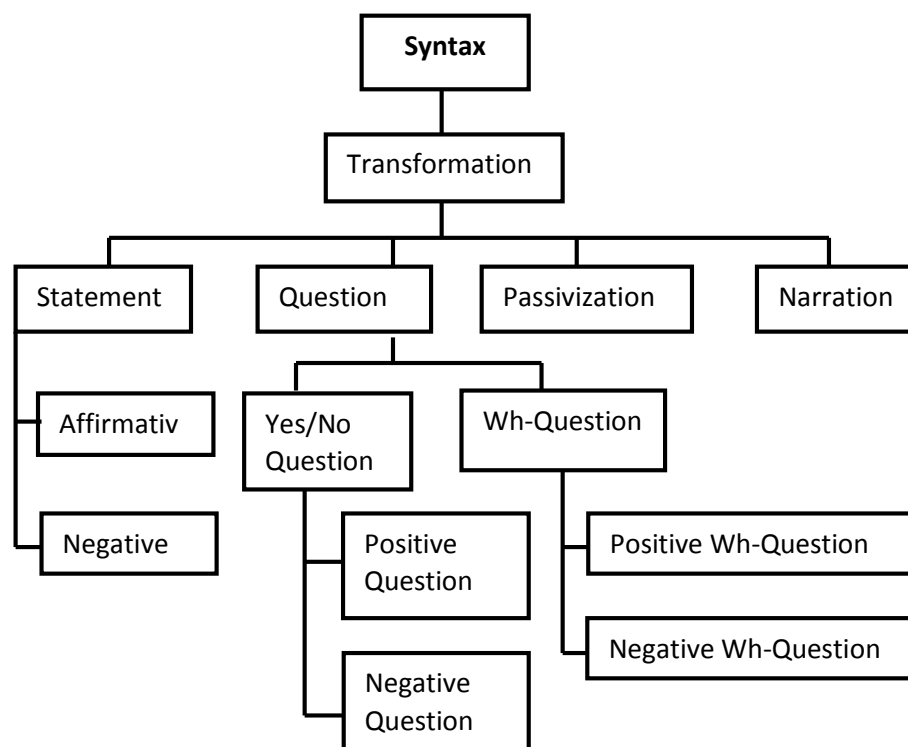 Syntax
Transformation
Statement
Question
Passivization
Narration
Affirmativ
Yes/No
Question
Wh-Question
Negative
Positive
Question
Positive Wh-Question
Negative
Question
Negative Wh-Question